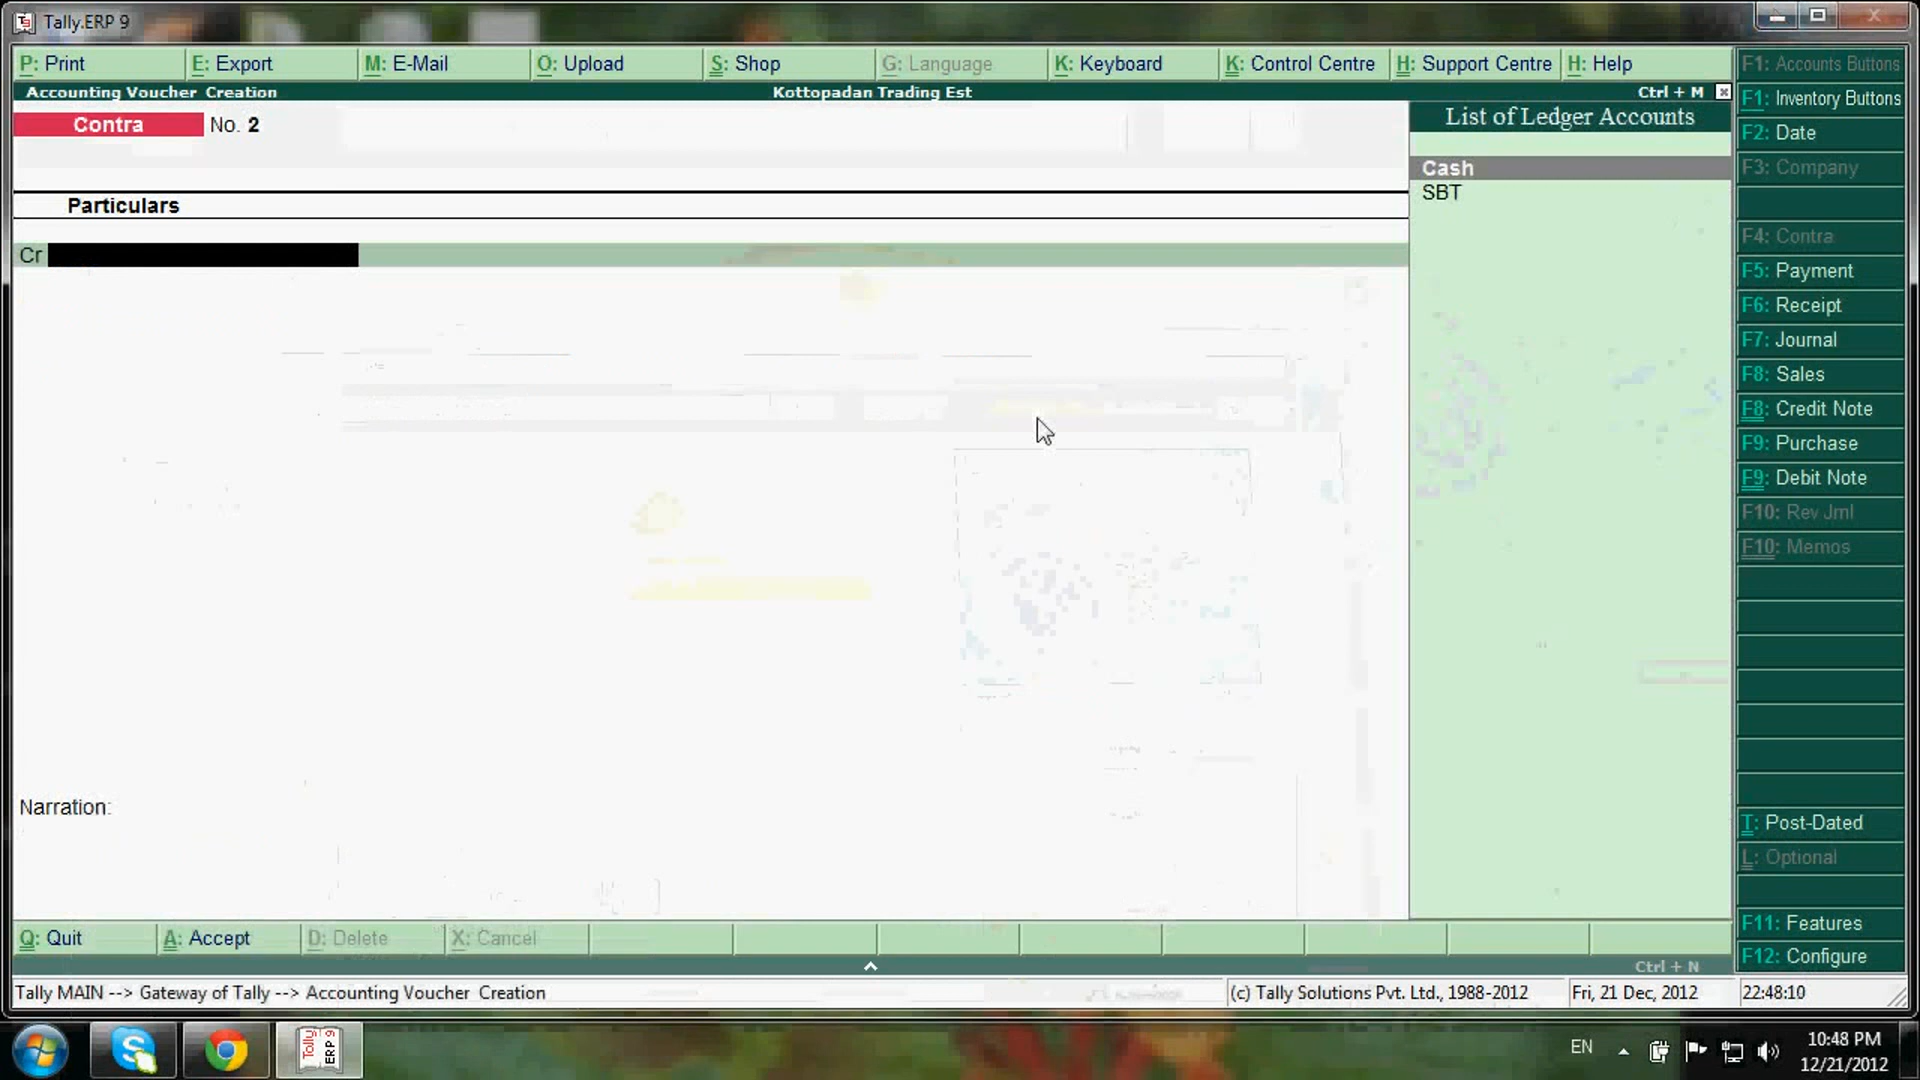 Tally.ERP 9
P: Print E: Export M: E-Mail O: Upload S: Shop G: Language K: Keyboard K: Control Centre H: Support Centre H: Help
Accounting Voucher Creation Kottopadan Trading Est Ctrl + M
Contra No. 2
Particulars
Cr
Narration:
List of Ledger Accounts
Cash
SBT
F1: Accounts Buttons
F1: Inventory Buttons
F2: Date
F3: Company
F4: Contra
F5: Payment
F6: Receipt
F7: Journal
F8: Sales
F8: Credit Note
F9: Purchase
F9: Debit Note
F10: Rev Jrnl
F10: Memos
T: Post-Dated
L: Optional
F11: Features
F12: Configure
Q: Quit A: Accept D: Delete X: Cancel
Ctrl + N
Tally MAIN --> Gateway of Tally --> Accounting Voucher Creation (c) Tally Solutions Pvt. Ltd., 1988-2012 Fri, 21 Dec, 2012 22:48:10
Tally
ERP 9
EN
10:48 PM
12/21/2012